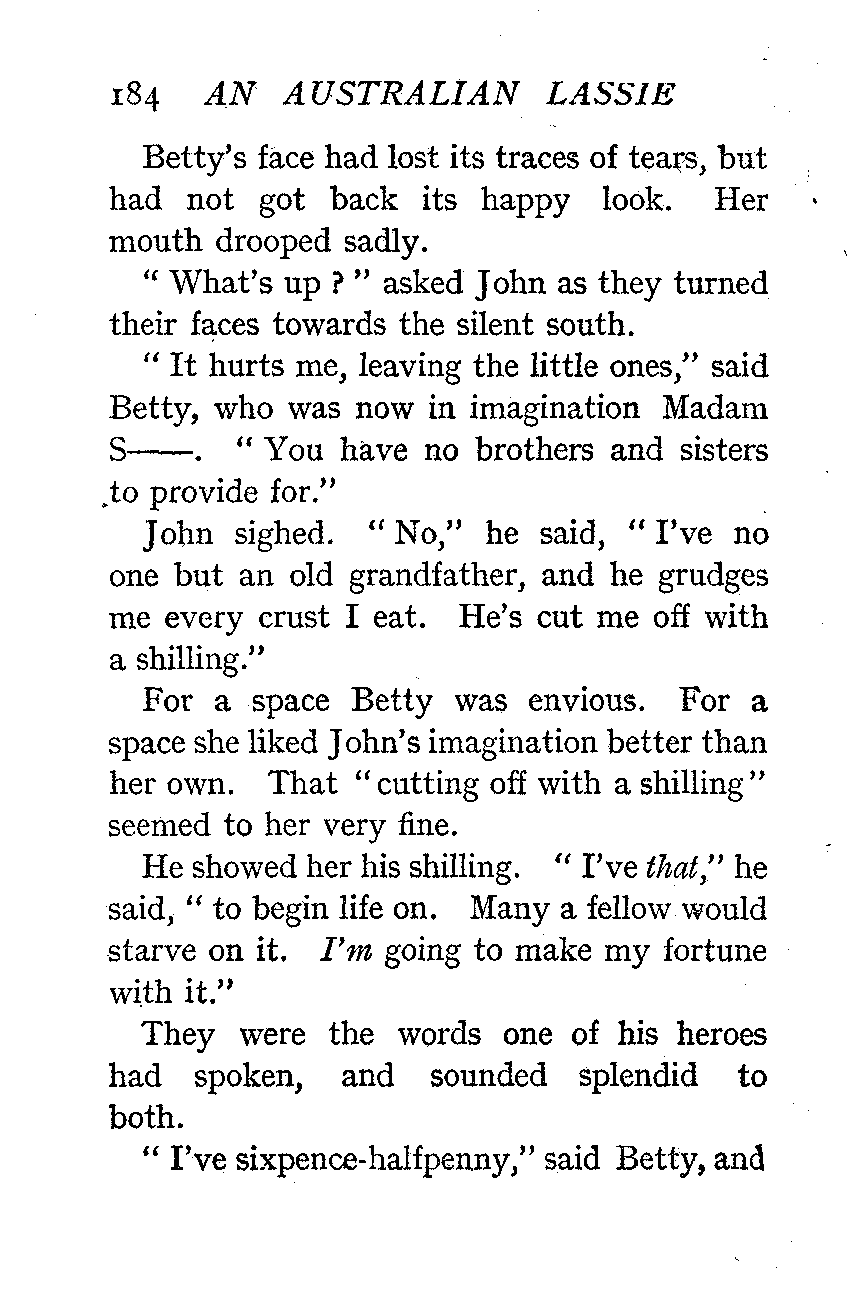 184 AN AUSTRALIAN LASSIE
Betty's face had lost its traces of tears, but
had not got back its happy look. Her
mouth drooped sadly.
" What's up ? " asked John as they turned
their faces towards the silent south.
" It hurts me, leaving the little ones," said
Betty, who was now in imagination Madam
S——. " You have no brothers and sisters
to provide for."
John sighed. " No," he said, " I've no
one but an old grandfather, and he grudges
me every crust I eat. He's cut me off with
a shilling."
For a space Betty was envious. For a
space she liked John's imagination better than
her own. That " cutting off with a shilling "
seemed to her very fine.
He showed her his shilling. " I've that," he
said, " to begin life on. Many a fellow would
starve on it. I'm going to make my fortune
with it."
They were the words one of his heroes
had spoken, and sounded splendid to
both.
" I've sixpence-halfpenny," said Betty, and